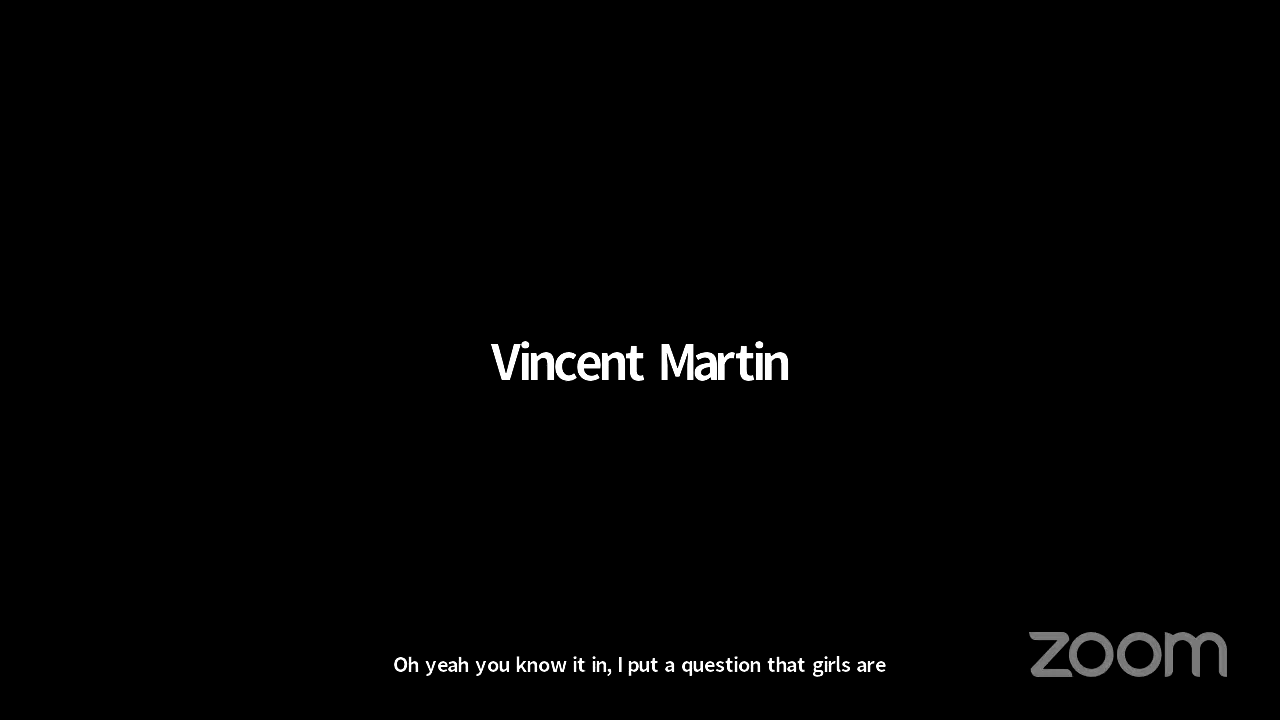 Vincent Martin
Oh yeah you know it in, I put a question that girls are
zoom